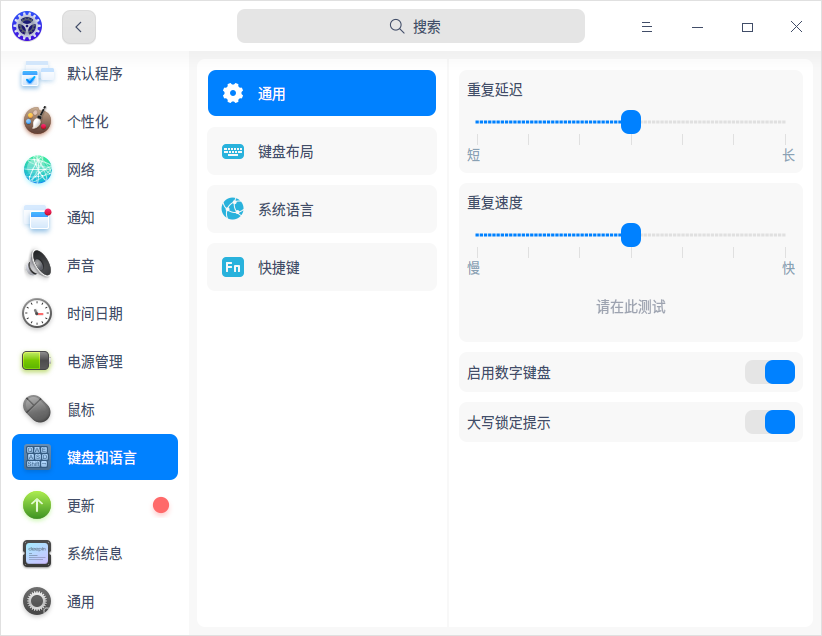 搜索
默认程序
个性化
网络
通知
声音
时间日期
电源管理
鼠标
键盘和语言
更新
系统信息
通用
通用
键盘布局
系统语言
Fn 快捷键
重复延迟
短 长
重复速度
慢 快
请在此测试
启用数字键盘
大写锁定提示